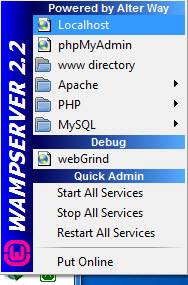 Powered by Alter Way
Localhost
phpMyAdmin
www directory
Apache
PHP
MySQL
Debug
webGrind
Quick Admin
Start All Services
Stop All Services
Restart All Services
Put Online
WAMPSERVER 2.2